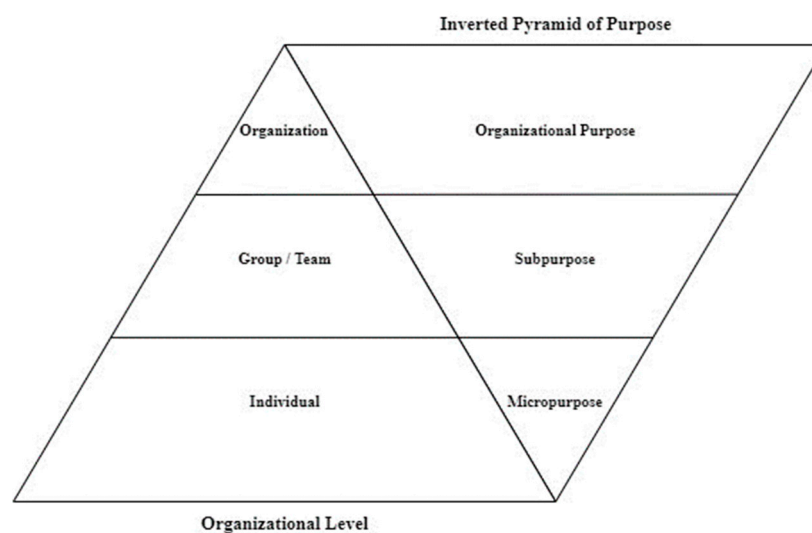 Inverted Pyramid of Purpose
Organization
Organizational Purpose
Group / Team
Subpurpose
Individual
Micropurpose
Organizational Level